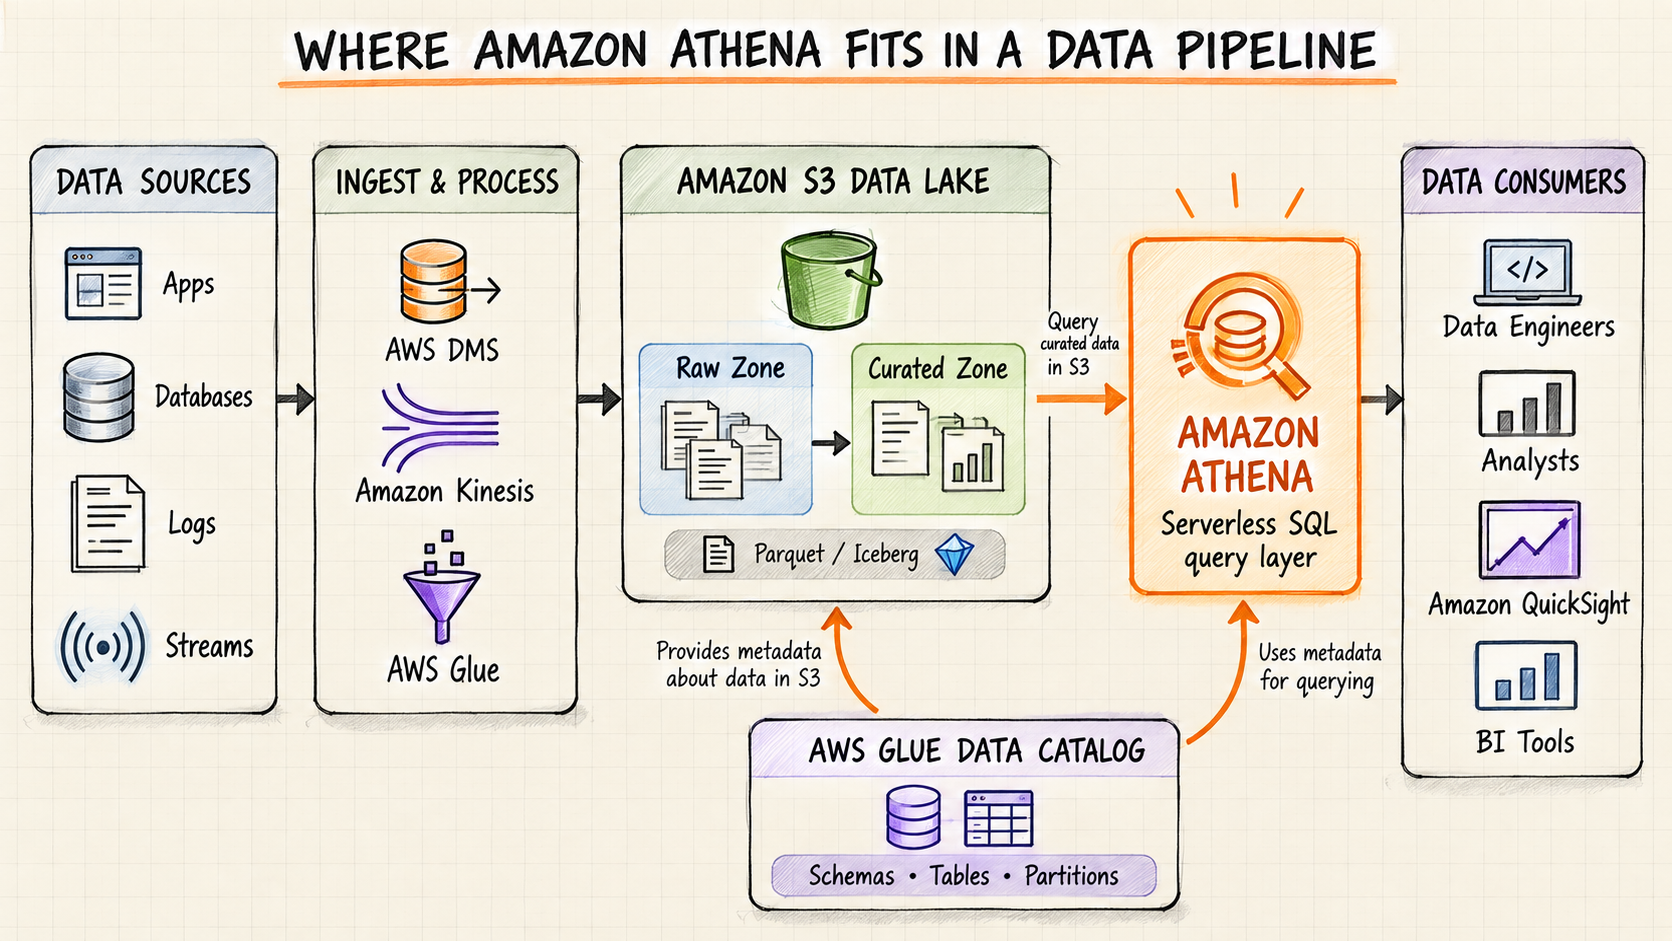 WHERE AMAZON ATHENA FITS IN A DATA PIPELINE
DATA SOURCES
Apps
Databases
Logs
Streams
INGEST & PROCESS
AWS DMS
Amazon Kinesis
AWS Glue
AMAZON S3 DATA LAKE
Raw Zone
Curated Zone
Parquet / Iceberg
Query
curated data
in S3
AMAZON
ATHENA
Serverless SQL
query layer
DATA CONSUMERS
</>
Data Engineers
Analysts
Amazon QuickSight
BI Tools
Provides metadata
about data in S3
Uses metadata
for querying
AWS GLUE DATA CATALOG
Schemas • Tables • Partitions